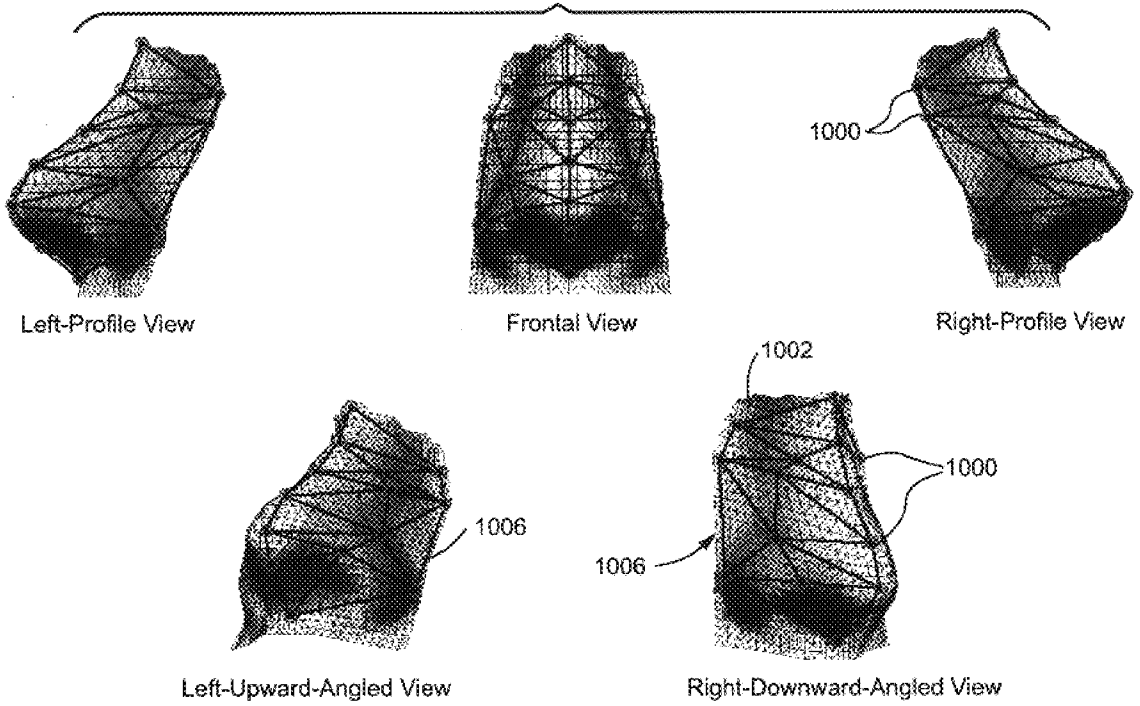 1000
Left-Profile View
Frontal View
Right-Profile View
1002
1000
1006
1006
Left-Upward-Angled View
Right-Downward-Angled View